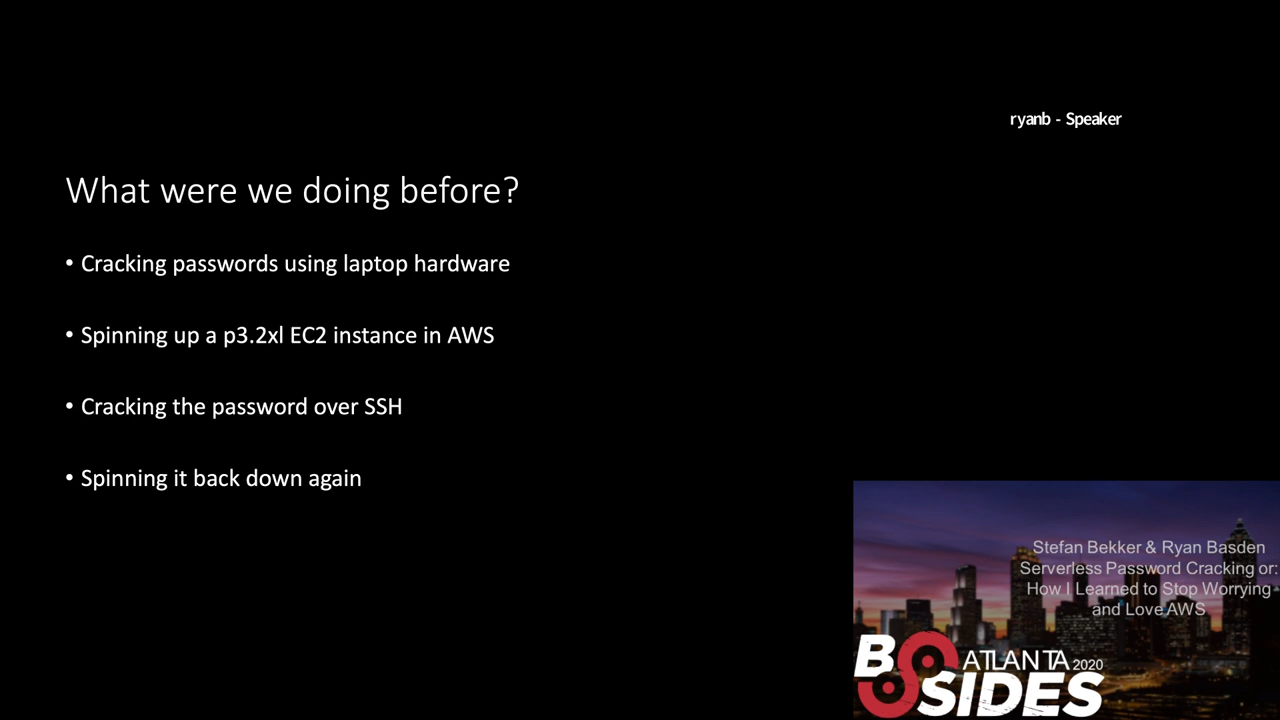 ryanb - Speaker
What were we doing before?
• Cracking passwords using laptop hardware
• Spinning up a p3.2xl EC2 instance in AWS
• Cracking the password over SSH
• Spinning it back down again
Stefan Bekker & Ryan Basden
Serverless Password Cracking or:
How I Learned to Stop Worrying
and Love AWS
BSIDES ATLANTA 2020